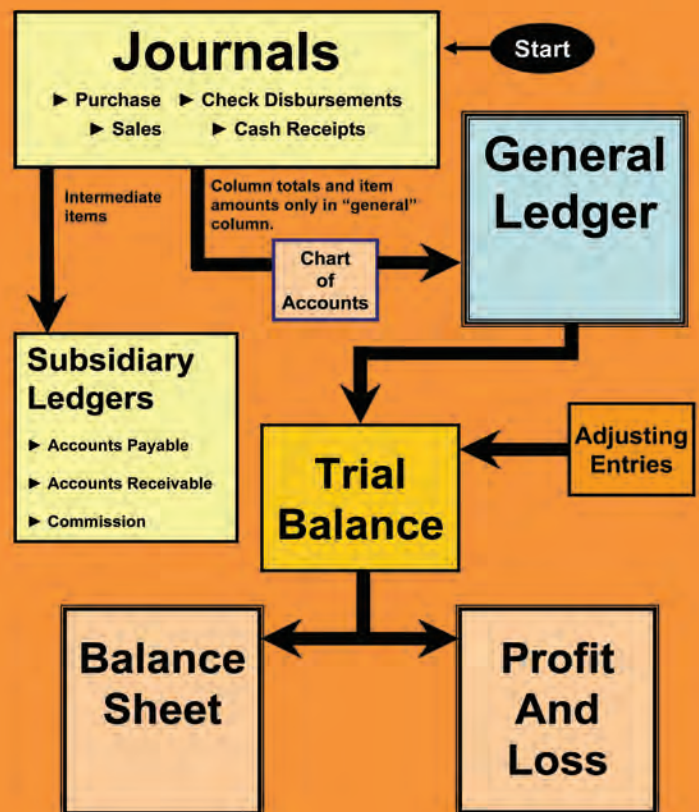 Journals
► Purchase ► Check Disbursements
► Sales ► Cash Receipts
Start
General
Ledger
Intermediate
items
Column totals and item
amounts only in “general”
column.
Chart
of
Accounts
Subsidiary
Ledgers
► Accounts Payable
► Accounts Receivable
► Commission
Trial
Balance
Adjusting
Entries
Balance
Sheet
Profit
And
Loss